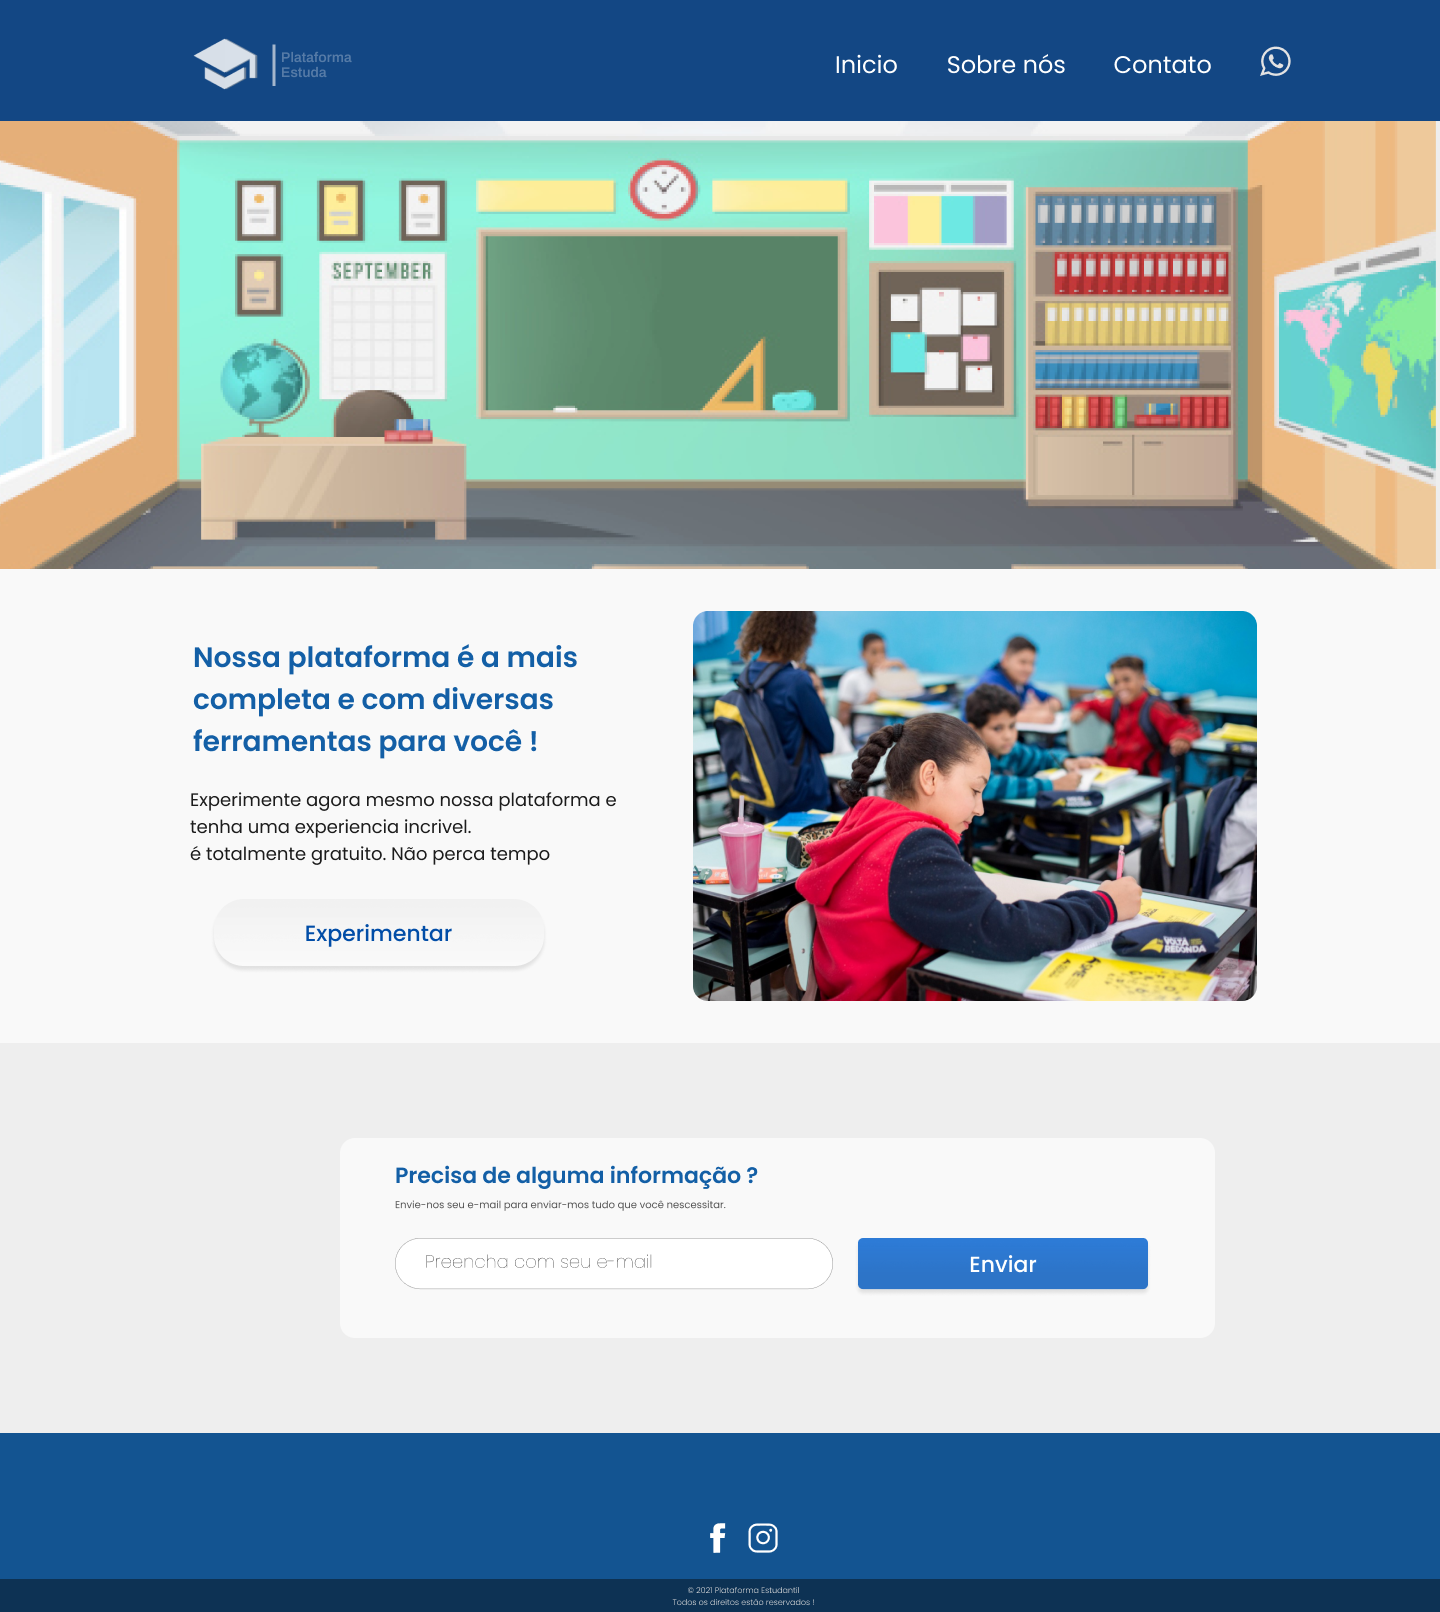 Plataforma
Estuda
Inicio Sobre nós Contato
SEPTEMBER
Nossa plataforma é a mais
completa e com diversas
ferramentas para você !
Experimente agora mesmo nossa plataforma e
tenha uma experiencia incrivel.
é totalmente gratuito. Não perca tempo
Experimentar
VOLTA
REDONDA
Precisa de alguma informação ?
Envie-nos seu e-mail para enviar-mos tudo que você nescessitar.
Preencha com seu e-mail
Enviar
© 2021 Plataforma Estudantil
Todos os direitos estão reservados !